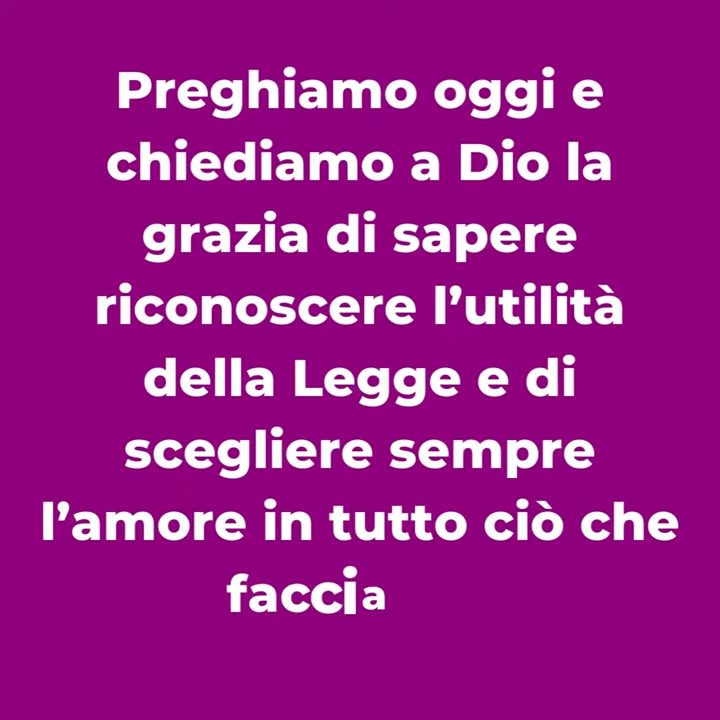 Preghiamo oggi e
chiediamo a Dio la
grazia di sapere
riconoscere l’utilità
della Legge e di
scegliere sempre
l’amore in tutto ciò che
faccia